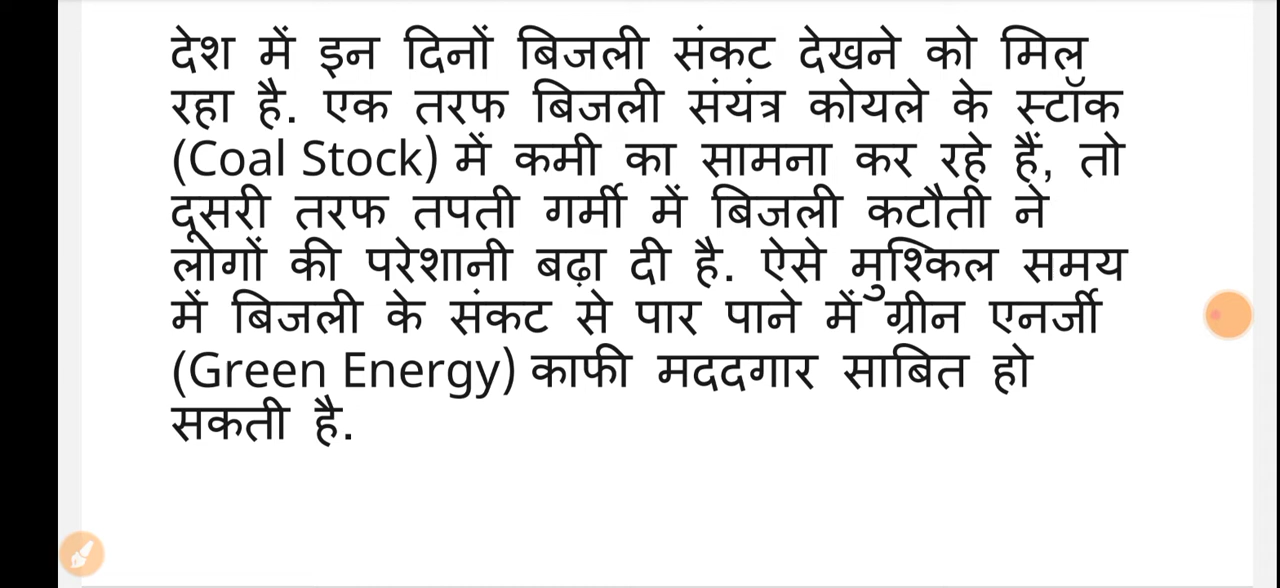 देश में इन दिनों बिजली संकट देखने को मिल
रहा है. एक तरफ बिजली संयंत्र कोयले के स्टॉक
(Coal Stock) में कमी का सामना कर रहे हैं, तो
दूसरी तरफ तपती गर्मी में बिजली कटौती ने
लोगों की परेशानी बढ़ा दी है. ऐसे मुश्किल समय
में बिजली के संकट से पार पाने में ग्रीन एनर्जी
(Green Energy) काफी मददगार साबित हो
सकती है.